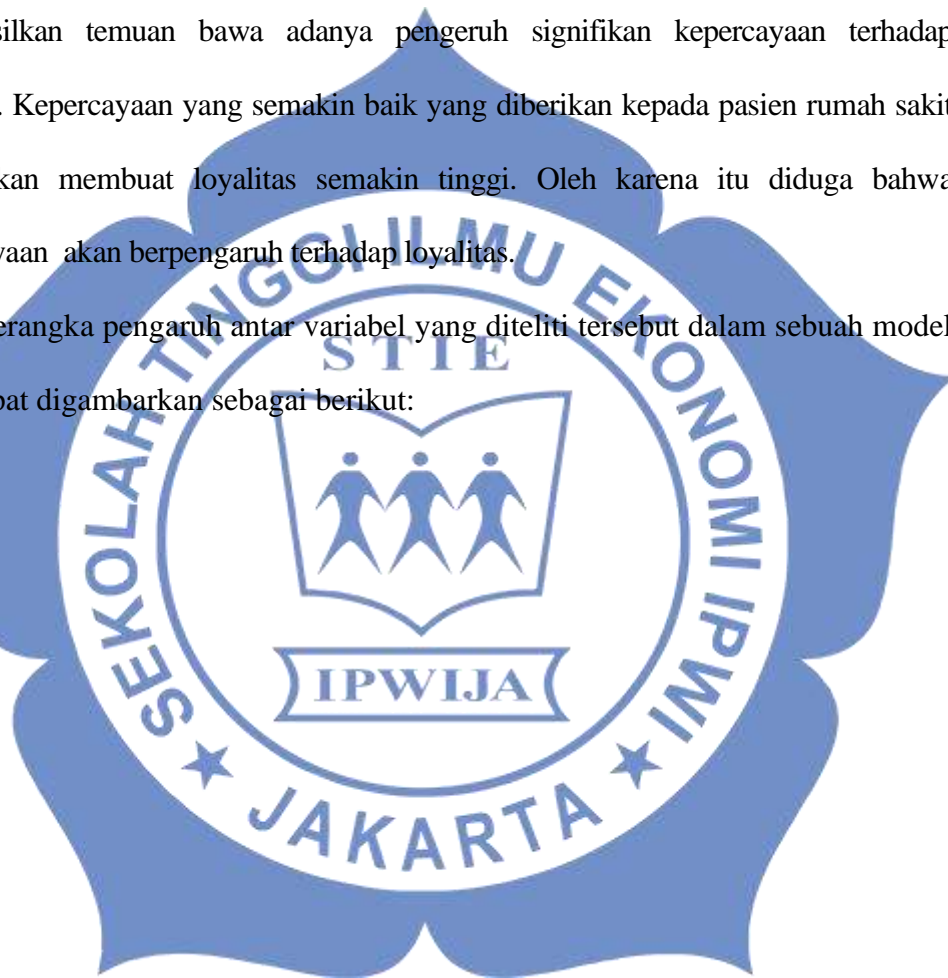 silkan temuan bawa adanya pengeruh signifikan kepercayaan terhadap
. Kepercayaan yang semakin baik yang diberikan kepada pasien rumah sakit
kan membuat loyalitas semakin tinggi. Oleh karena itu diduga bahwa
yaan akan berpengaruh terhadap loyalitas.
erangka pengaruh antar variabel yang diteliti tersebut dalam sebuah model
pat digambarkan sebagai berikut:
SEKOLAH TINGGI ILMU EKONOMI IPWI
STIE
IPWIJA
★ JAKARTA ★